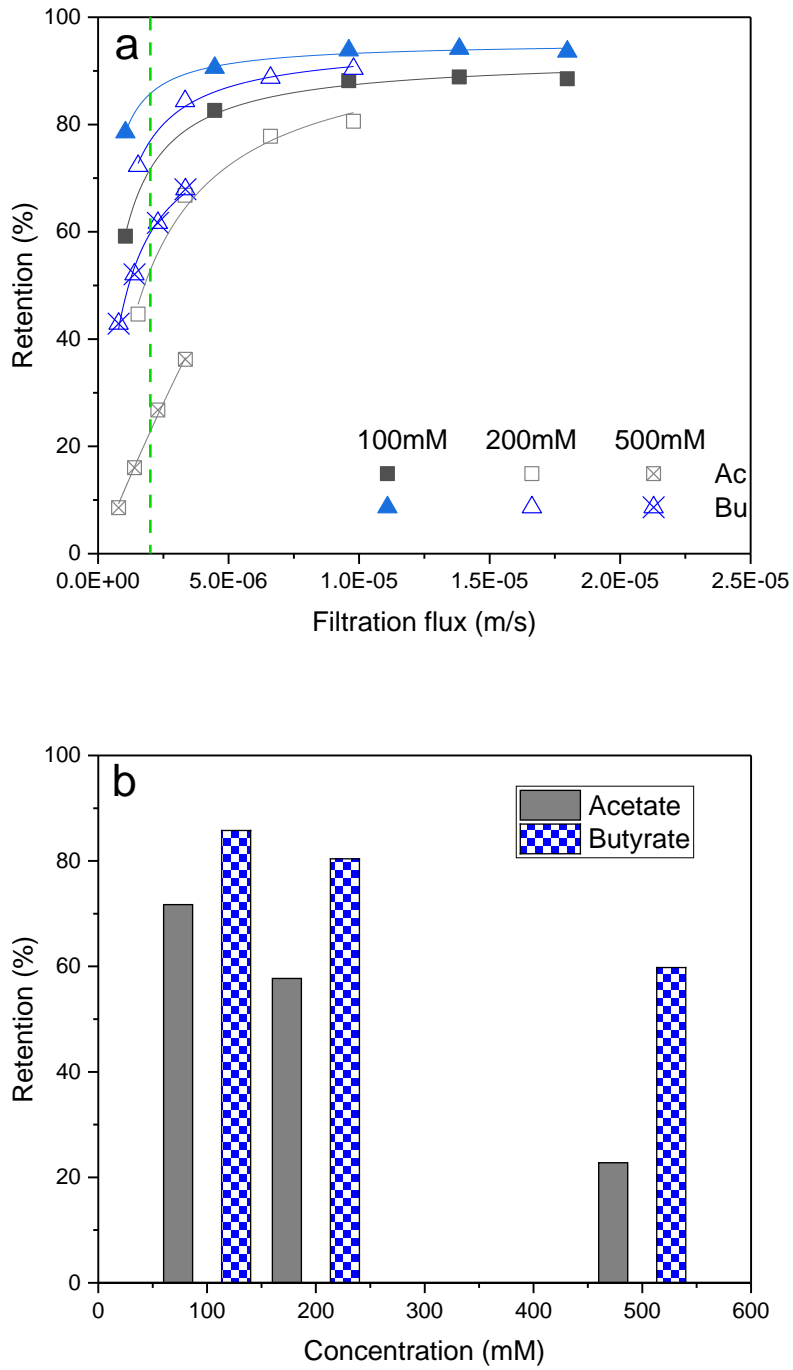 a
100
80
60
40
20
0
Retention (%)
100mM 200mM 500mM
Ac
Bu
0.0E+00 5.0E-06 1.0E-05 1.5E-05 2.0E-05 2.5E-05
Filtration flux (m/s)
b
100
80
60
40
20
0
Retention (%)
Acetate
Butyrate
0 100 200 300 400 500 600
Concentration (mM)